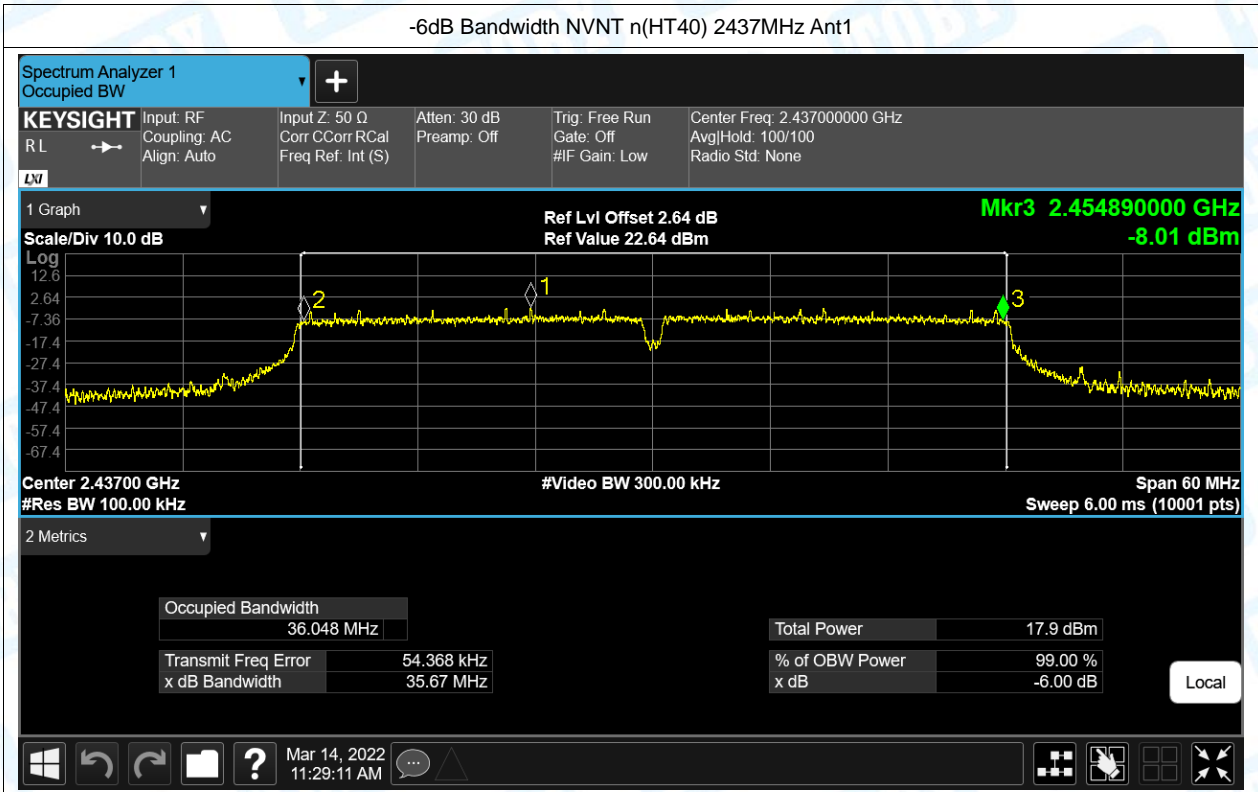 -6dB Bandwidth NVNT n(HT40) 2437MHz Ant1
Spectrum Analyzer 1
Occupied BW
KEYSIGHT
R L
LXI
Input: RF
Coupling: AC
Align: Auto
Input Z: 50 Ω
Corr CCorr RCal
Freq Ref: Int (S)
Atten: 30 dB
Preamp: Off
Trig: Free Run
Gate: Off
#IF Gain: Low
Center Freq: 2.437000000 GHz
Avg|Hold: 100/100
Radio Std: None
1 Graph
Scale/Div 10.0 dB
Ref Lvl Offset 2.64 dB
Ref Value 22.64 dBm
Mkr3 2.454890000 GHz
-8.01 dBm
Log
12.6
2.64
-7.36
-17.4
-27.4
-37.4
-47.4
-57.4
-67.4
2
1
3
Center 2.43700 GHz
#Video BW 300.00 kHz
Span 60 MHz
#Res BW 100.00 kHz
Sweep 6.00 ms (10001 pts)
2 Metrics
Occupied Bandwidth
36.048 MHz
Total Power 17.9 dBm
Transmit Freq Error 54.368 kHz
% of OBW Power 99.00 %
x dB Bandwidth 35.67 MHz
x dB -6.00 dB
Local
?
Mar 14, 2022
11:29:11 AM